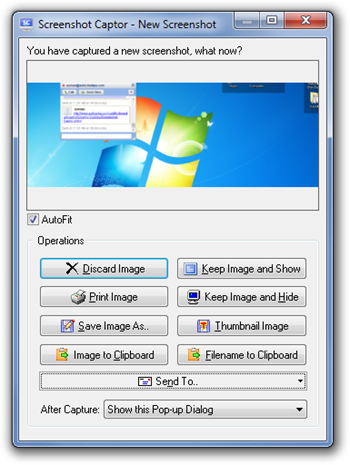 Screenshot Captor - New Screenshot
You have captured a new screenshot, what now?
AutoFit
Operations
Discard Image
Keep Image and Show
Print Image
Keep Image and Hide
Save Image As..
Thumbnail Image
Image to Clipboard
Filename to Clipboard
Send To..
After Capture: Show this Pop-up Dialog